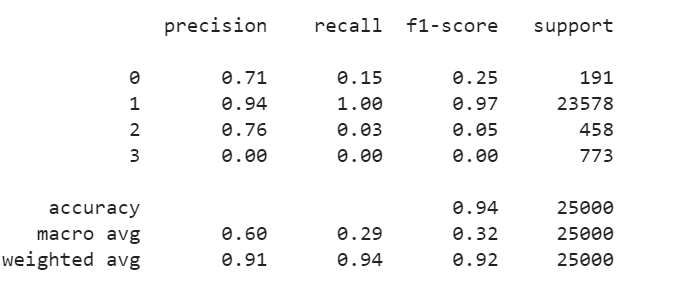 precision recall f1-score support
0 0.71 0.15 0.25 191
1 0.94 1.00 0.97 23578
2 0.76 0.03 0.05 458
3 0.00 0.00 0.00 773
accuracy 0.94 25000
macro avg 0.60 0.29 0.32 25000
weighted avg 0.91 0.94 0.92 25000